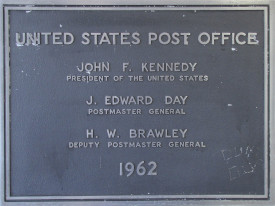 UNITED STATES POST OFFICE
JOHN F. KENNEDY
PRESIDENT OF THE UNITED STATES
J. EDWARD DAY
POSTMASTER GENERAL
H. W. BRAWLEY
DEPUTY POSTMASTER GENERAL
1962